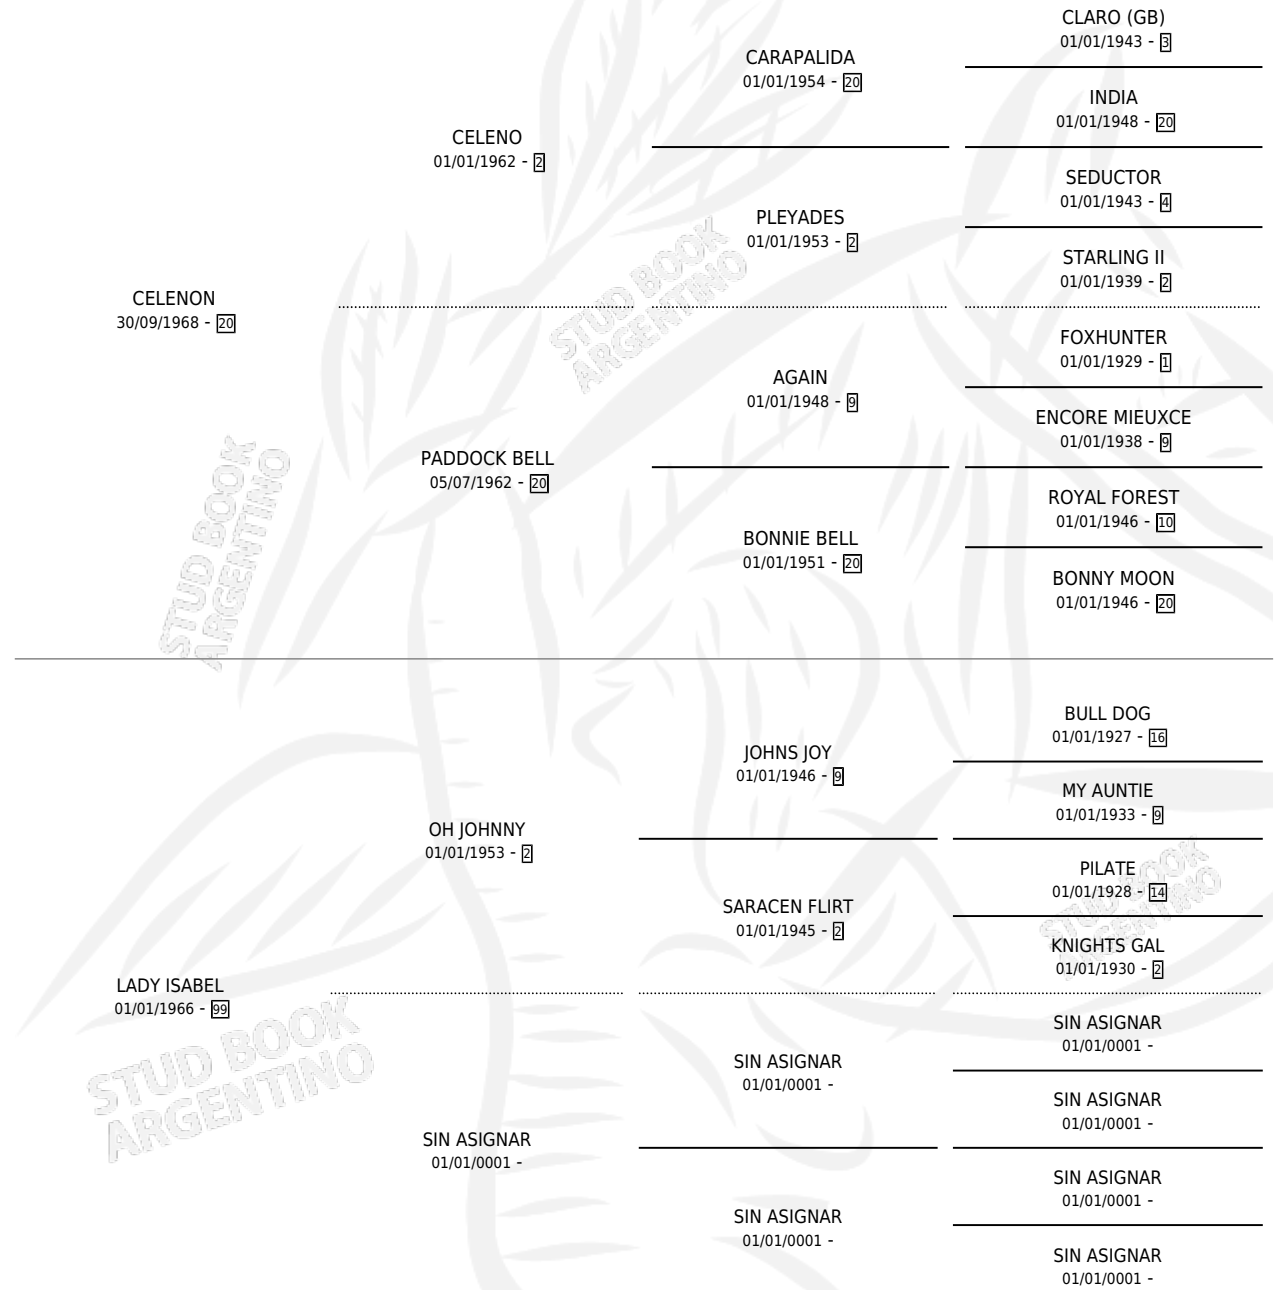 CLARO (GB)
01/01/1943 - 3
CARAPALIDA
01/01/1954 - 20
INDIA
01/01/1948 - 20
CELENO
01/01/1962 - 2
SEDUCTOR
01/01/1943 - 4
PLEYADES
01/01/1953 - 2
STARLING II
01/01/1939 - 2
CELENON
30/09/1968 - 20
FOXHUNTER
01/01/1929 - 1
AGAIN
01/01/1948 - 9
ENCORE MIEUXCE
01/01/1938 - 9
PADDOCK BELL
05/07/1962 - 20
ROYAL FOREST
01/01/1946 - 10
BONNIE BELL
01/01/1951 - 20
BONNY MOON
01/01/1946 - 20
BULL DOG
01/01/1927 - 16
JOHNS JOY
01/01/1946 - 9
MY AUNTIE
01/01/1933 - 9
OH JOHNNY
01/01/1953 - 2
PILATE
01/01/1928 - 14
SARACEN FLIRT
01/01/1945 - 2
KNIGHTS GAL
01/01/1930 - 2
LADY ISABEL
01/01/1966 - 99
SIN ASIGNAR
01/01/0001 -
SIN ASIGNAR
01/01/0001 -
SIN ASIGNAR
01/01/0001 -
SIN ASIGNAR
01/01/0001 -
SIN ASIGNAR
01/01/0001 -
SIN ASIGNAR
01/01/0001 -
SIN ASIGNAR
01/01/0001 -
STUD BOOK
ARGENTINO
STUD BOOK
ARGENTINO
STUD BOOK
ARGENTINO
STUD BOOK
ARGENTINO